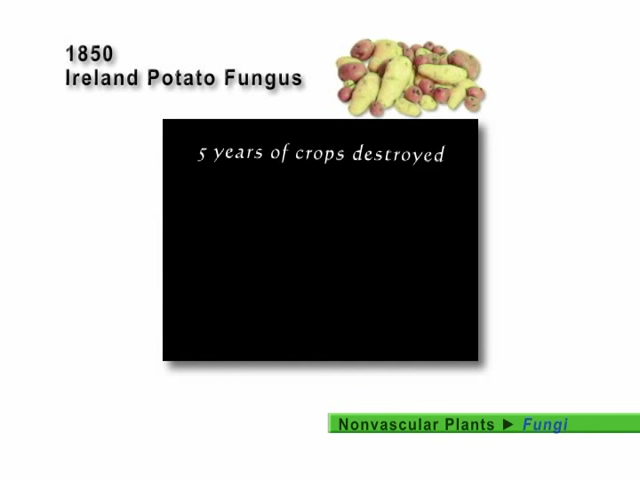 1850
Ireland Potato Fungus
5 years of crops destroyed
Nonvascular Plants ► Fungi